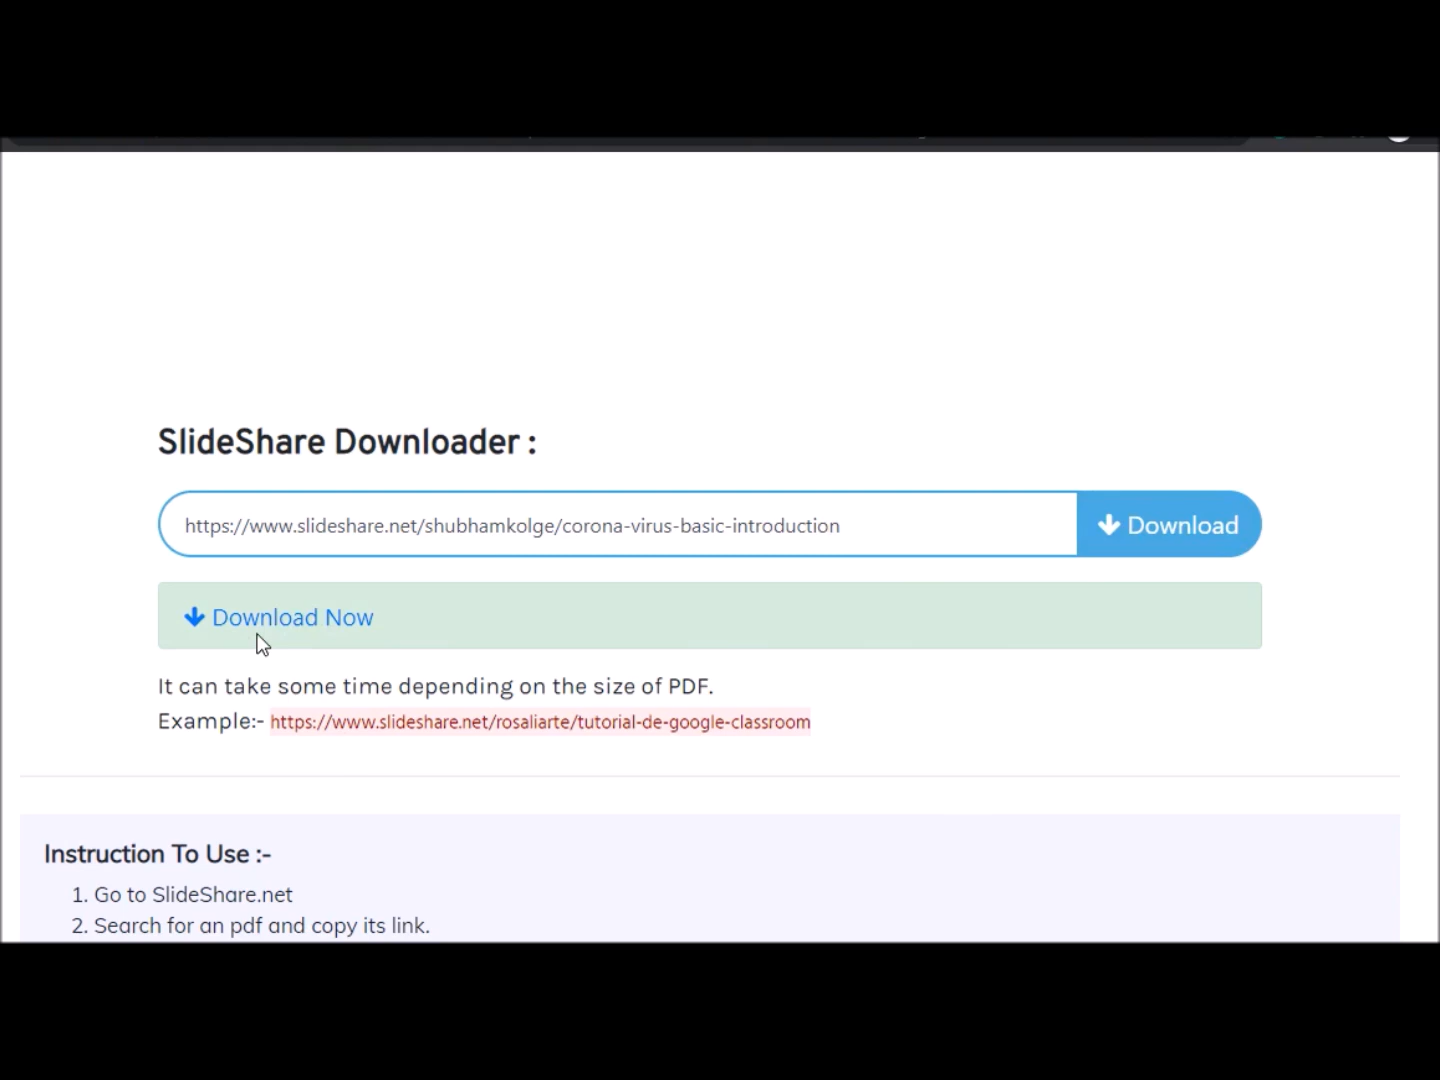 SlideShare Downloader :
https://www.slideshare.net/shubhamkolge/corona-virus-basic-introduction
Download
Download Now
It can take some time depending on the size of PDF.
Example:- https://www.slideshare.net/rosaliarte/tutorial-de-google-classroom
Instruction To Use :-
1. Go to SlideShare.net
2. Search for an pdf and copy its link.